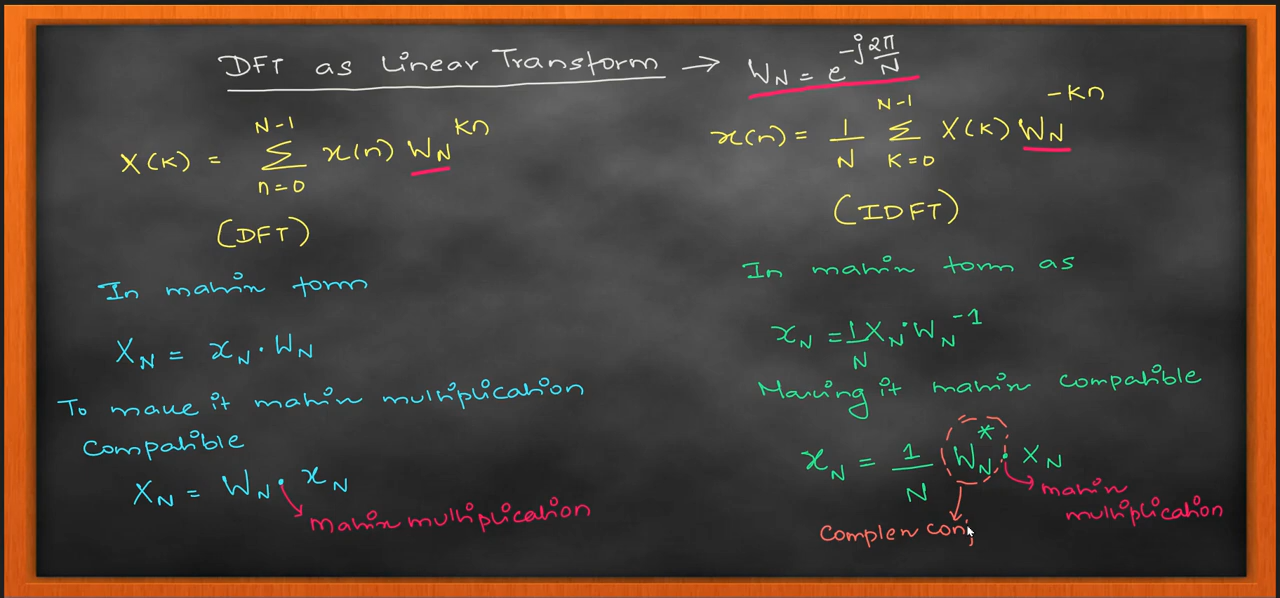 DFT as Linear Transform → W_N = e^{-j2π/N}
X(k) = Σ_{n=0}^{N-1} x(n) W_N^{kn}
(DFT)
In matrix form
X_N = x_N · W_N
To make it matrix multiplication
Compatible
X_N = W_N · x_N
Matrix multiplication
x(n) = 1/N Σ_{K=0}^{N-1} X(k) W_N^{-kn}
(IDFT)
In matrix form as
x_N = 1/N X_N · W_N^{-1}
Making it matrix compatible
x_N = 1/N W_N^* · X_N
matrix
multiplication
Complex conj